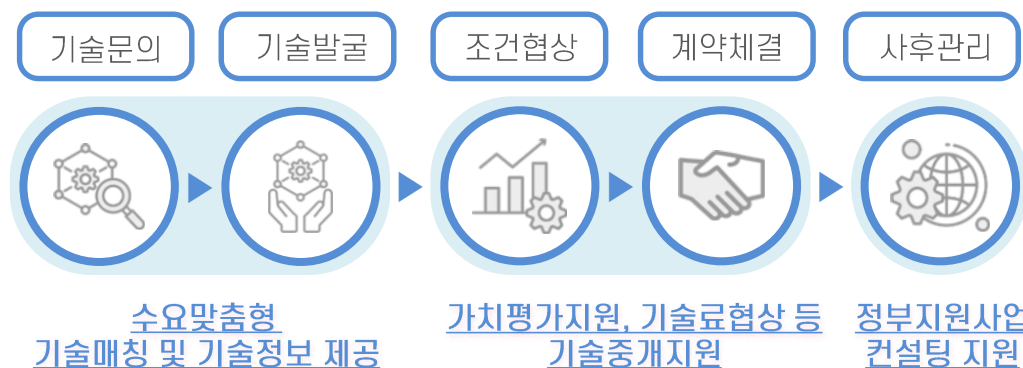 기술문의
기술발굴
조건협상
계약체결
사후관리
수요맞춤형
기술매칭 및 기술정보 제공
가치평가지원, 기술료협상 등
기술중개지원
정부지원사업
컨설팅 지원